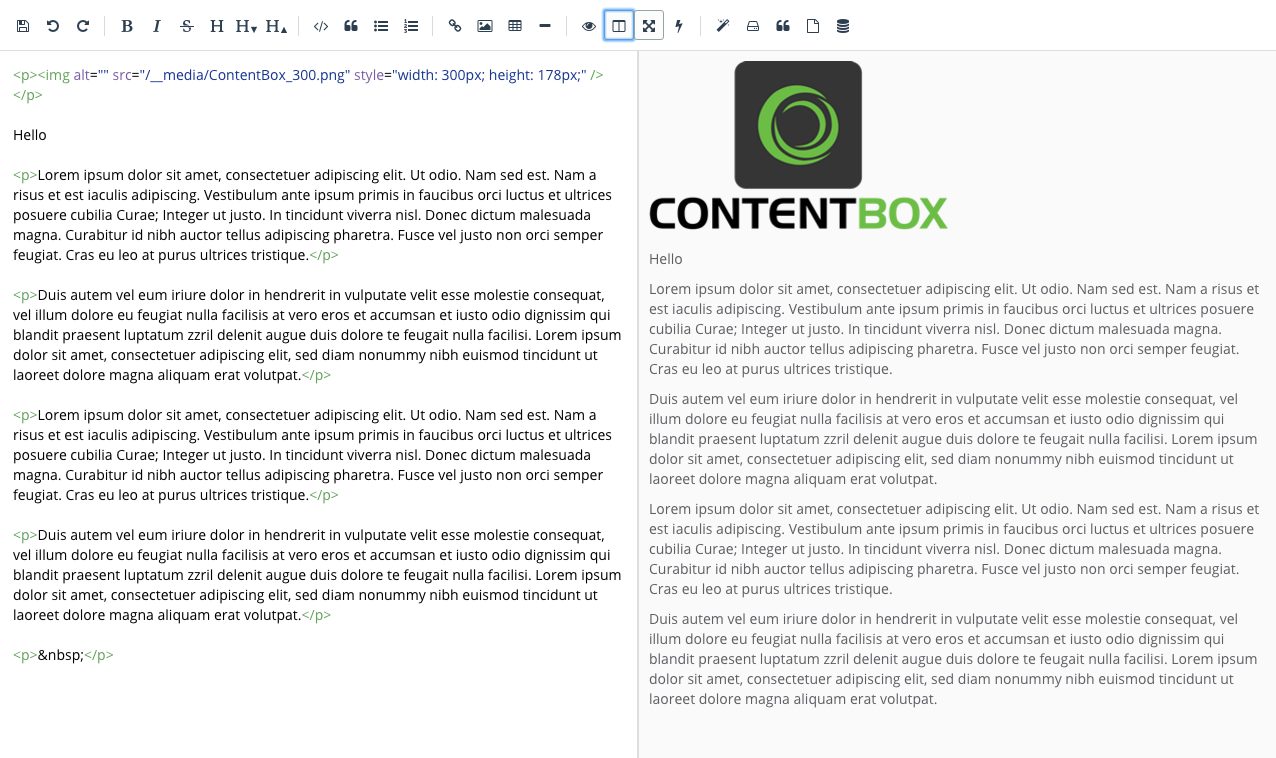 B I S H H H
<p><img alt="" src="/__media/ContentBox_300.png" style="width: 300px; height: 178px;" />
</p>
Hello
<p>Lorem ipsum dolor sit amet, consectetuer adipiscing elit. Ut odio. Nam sed est. Nam a
risus et est iaculis adipiscing. Vestibulum ante ipsum primis in faucibus orci luctus et ultrices
posuere cubilia Curae; Integer ut justo. In tincidunt viverra nisl. Donec dictum malesuada
magna. Curabitur id nibh auctor tellus adipiscing pharetra. Fusce vel justo non orci semper
feugiat. Cras eu leo at purus ultrices tristique.</p>
<p>Duis autem vel eum iriure dolor in hendrerit in vulputate velit esse molestie consequat,
vel illum dolore eu feugiat nulla facilisis at vero eros et accumsan et iusto odio dignissim qui
blandit praesent luptatum zzril delenit augue duis dolore te feugait nulla facilisi. Lorem ipsum
dolor sit amet, consectetuer adipiscing elit, sed diam nonummy nibh euismod tincidunt ut
laoreet dolore magna aliquam erat volutpat.</p>
<p>Lorem ipsum dolor sit amet, consectetuer adipiscing elit. Ut odio. Nam sed est. Nam a
risus et est iaculis adipiscing. Vestibulum ante ipsum primis in faucibus orci luctus et ultrices
posuere cubilia Curae; Integer ut justo. In tincidunt viverra nisl. Donec dictum malesuada
magna. Curabitur id nibh auctor tellus adipiscing pharetra. Fusce vel justo non orci semper
feugiat. Cras eu leo at purus ultrices tristique.</p>
<p>Duis autem vel eum iriure dolor in hendrerit in vulputate velit esse molestie consequat,
vel illum dolore eu feugiat nulla facilisis at vero eros et accumsan et iusto odio dignissim qui
blandit praesent luptatum zzril delenit augue duis dolore te feugait nulla facilisi. Lorem ipsum
dolor sit amet, consectetuer adipiscing elit, sed diam nonummy nibh euismod tincidunt ut
laoreet dolore magna aliquam erat volutpat.</p>
<p>&nbsp;</p>
CONTENTBOX
Hello
Lorem ipsum dolor sit amet, consectetuer adipiscing elit. Ut odio. Nam sed est. Nam a risus et
est iaculis adipiscing. Vestibulum ante ipsum primis in faucibus orci luctus et ultrices posuere
cubilia Curae; Integer ut justo. In tincidunt viverra nisl. Donec dictum malesuada magna.
Curabitur id nibh auctor tellus adipiscing pharetra. Fusce vel justo non orci semper feugiat.
Cras eu leo at purus ultrices tristique.
Duis autem vel eum iriure dolor in hendrerit in vulputate velit esse molestie consequat, vel
illum dolore eu feugiat nulla facilisis at vero eros et accumsan et iusto odio dignissim qui
blandit praesent luptatum zzril delenit augue duis dolore te feugait nulla facilisi. Lorem ipsum
dolor sit amet, consectetuer adipiscing elit, sed diam nonummy nibh euismod tincidunt ut
laoreet dolore magna aliquam erat volutpat.
Lorem ipsum dolor sit amet, consectetuer adipiscing elit. Ut odio. Nam sed est. Nam a risus et
est iaculis adipiscing. Vestibulum ante ipsum primis in faucibus orci luctus et ultrices posuere
cubilia Curae; Integer ut justo. In tincidunt viverra nisl. Donec dictum malesuada magna.
Curabitur id nibh auctor tellus adipiscing pharetra. Fusce vel justo non orci semper feugiat.
Cras eu leo at purus ultrices tristique.
Duis autem vel eum iriure dolor in hendrerit in vulputate velit esse molestie consequat, vel
illum dolore eu feugiat nulla facilisis at vero eros et accumsan et iusto odio dignissim qui
blandit praesent luptatum zzril delenit augue duis dolore te feugait nulla facilisi. Lorem ipsum
dolor sit amet, consectetuer adipiscing elit, sed diam nonummy nibh euismod tincidunt ut
laoreet dolore magna aliquam erat volutpat.